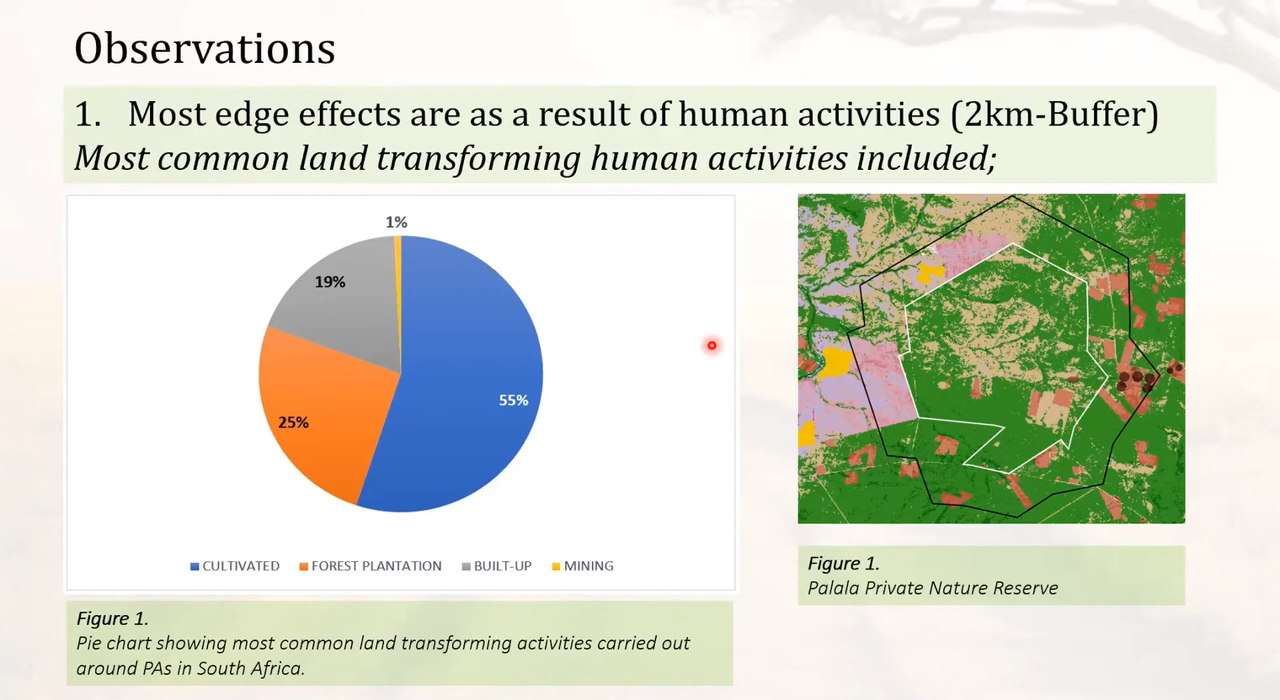 Observations
1. Most edge effects are as a result of human activities (2km-Buffer)
Most common land transforming human activities included;
1%
19%
55%
25%
CULTIVATED FOREST PLANTATION BUILT-UP MINING
Figure 1.
Pie chart showing most common land transforming activities carried out
around PAs in South Africa.
Figure 1.
Palala Private Nature Reserve